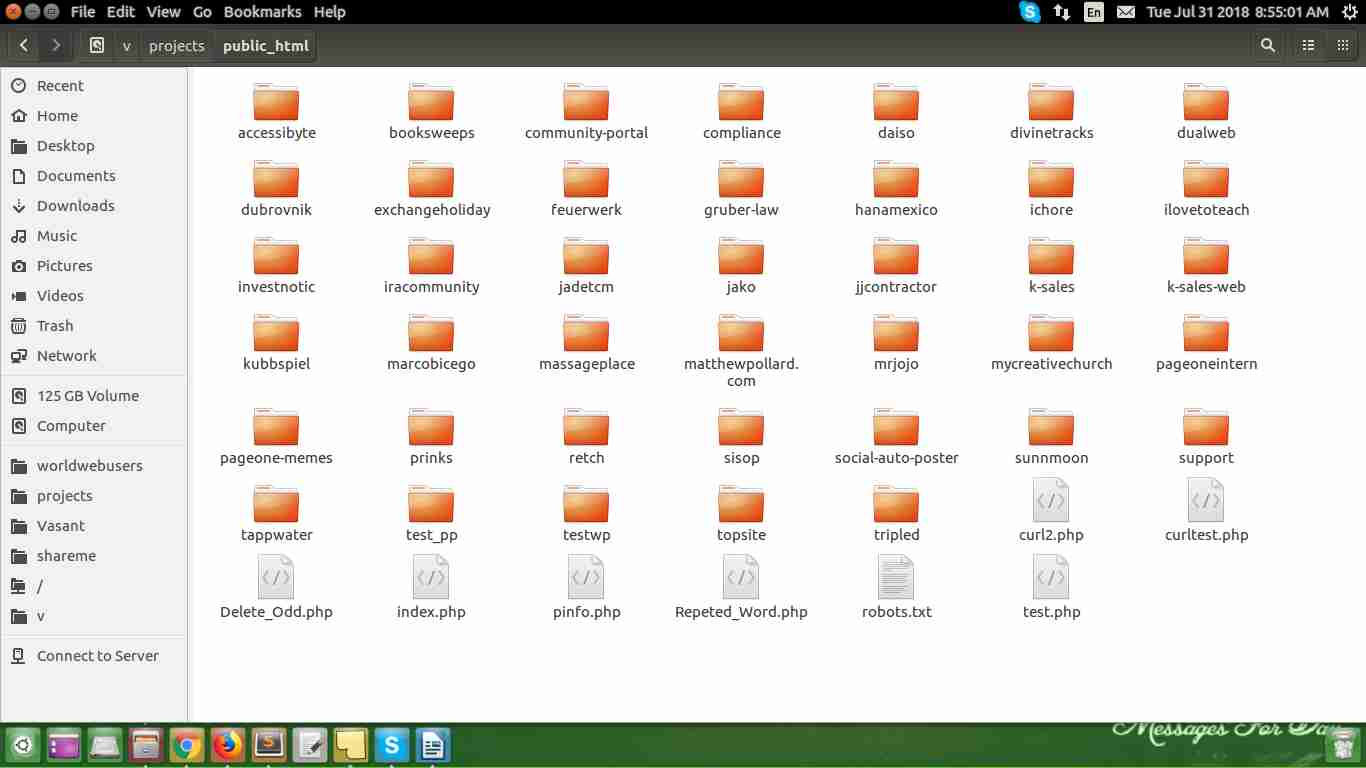 File Edit View Go Bookmarks Help
En
Tue Jul 31 2018 8:55:01 AM
v projects public_html
Recent
Home
Desktop
Documents
Downloads
Music
Pictures
Videos
Trash
Network
125 GB Volume
Computer
worldwebusers
projects
Vasant
shareme
/
v
Connect to Server
accessibyte booksweeps community-portal compliance daiso divinetracks dualweb
dubrovnik exchangeholiday feuerwerk gruber-law hanamexico ichore ilovetoteach
investnotic iracommunity jadetcm jako jjcontractor k-sales k-sales-web
kubbspiel marcobicego massageplace matthewpollard. mrjojo mycreativechurch pageoneintern
com
pageone-memes prinks retch sisop social-auto-poster sunnmoon support
tappwater test_pp testwp topsite tripled curl2.php curltest.php
Delete_Odd.php index.php pinfo.php Repeted_Word.php robots.txt test.php
Messages For Day